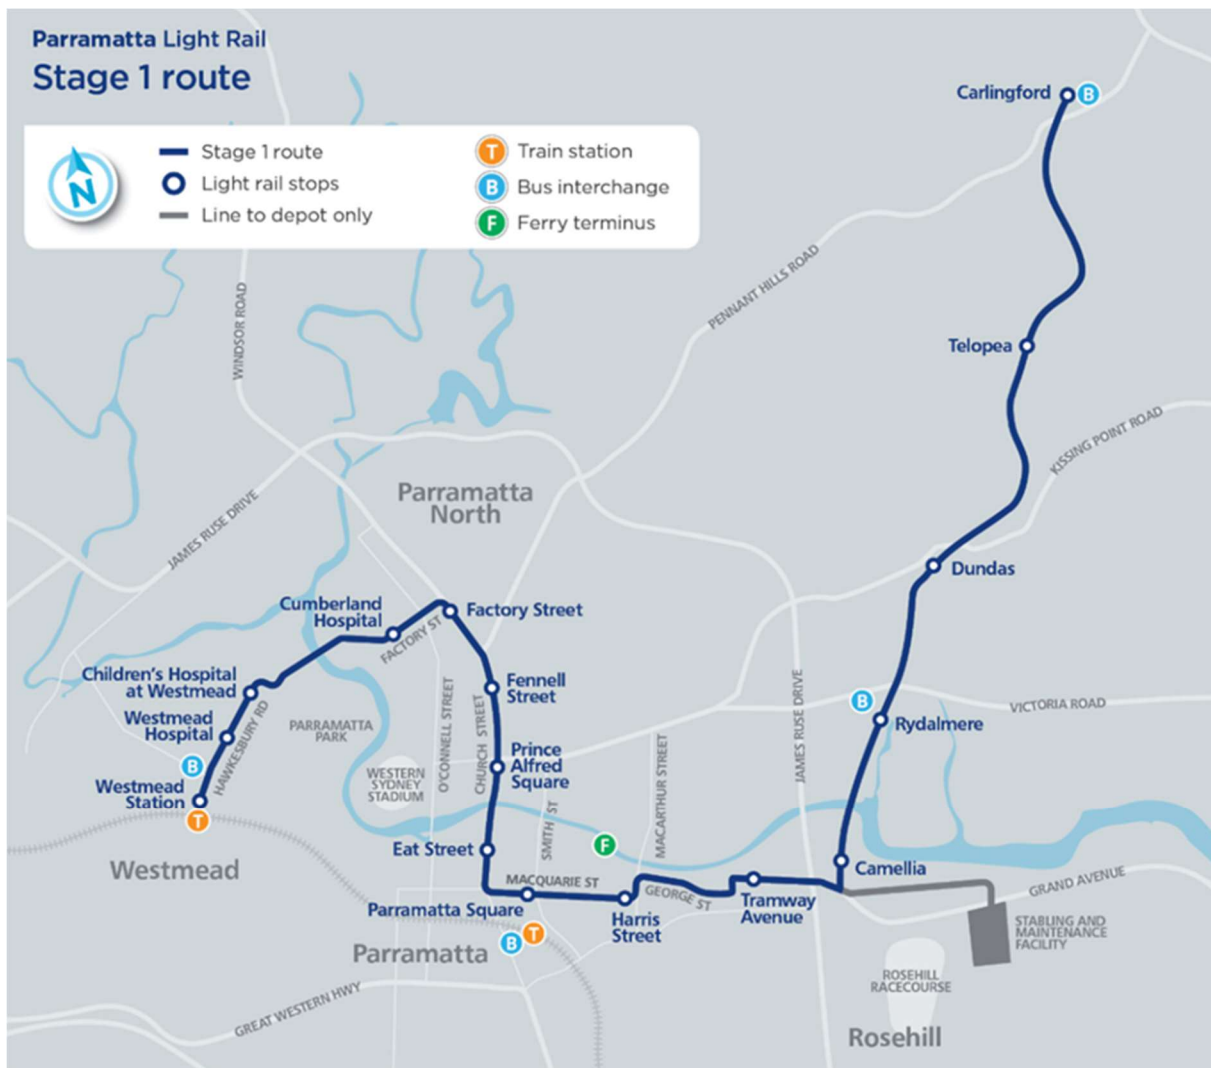 Parramatta Light Rail
Stage 1 route
N
Stage 1 route
Light rail stops
Line to depot only
T Train station
B Bus interchange
F Ferry terminus
Carlingford B
PENNANT HILLS ROAD
WINDSOR ROAD
Telopea
KISSING POINT ROAD
Parramatta
North
JAMES RUSE DRIVE
Dundas
Cumberland
Hospital
Factory Street
FACTORY ST
Children's Hospital
at Westmead
Fennell
Street
HAWKESBURY RD
O'CONNELL STREET
CHURCH STREET
JAMES RUSE DRIVE
B
VICTORIA ROAD
Rydalmere
Westmead
Hospital
PARRAMATTA
PARK
Prince
Alfred
Square
MACARTHUR STREET
B
WESTERN
SYDNEY
STADIUM
Westmead
Station
T
SMITH ST
Eat Street
F
Westmead
Camellia
MACQUARIE ST
GEORGE ST
GRAND AVENUE
Parramatta Square
Harris
Street
Tramway
Avenue
STABLING AND
MAINTENANCE
FACILITY
B T
Parramatta
ROSEHILL
RACECOURSE
GREAT WESTERN HWY
Rosehill